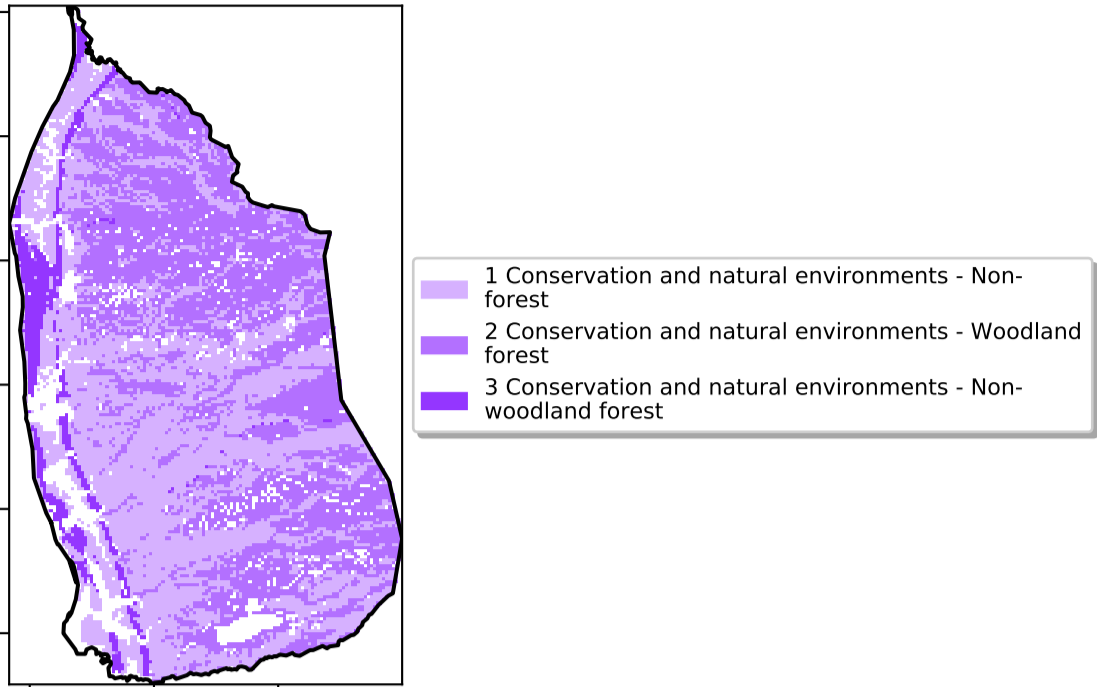 1 Conservation and natural environments - Non-
forest
2 Conservation and natural environments - Woodland
forest
3 Conservation and natural environments - Non-
woodland forest